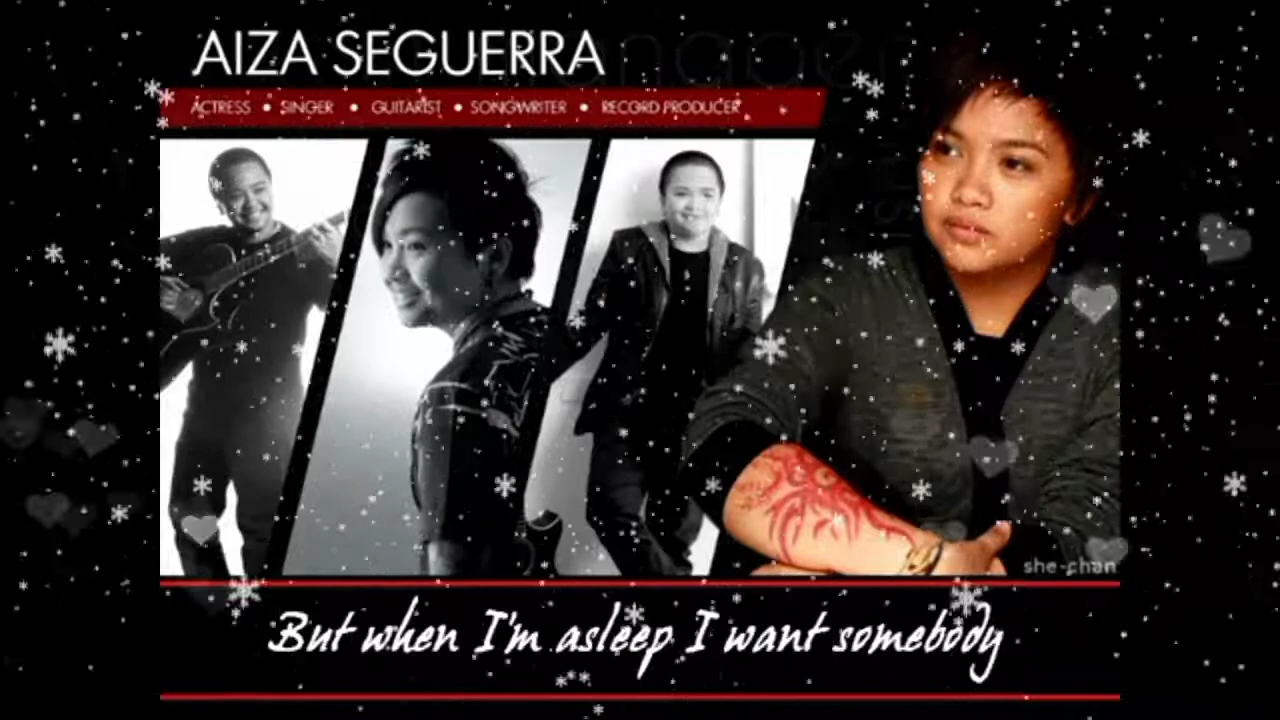 AIZA SEGUERRA
ACTRESS • SINGER • GUITARIST • SONGWRITER • RECORD PRODUCER
she-chan
But when I'm asleep I want somebody